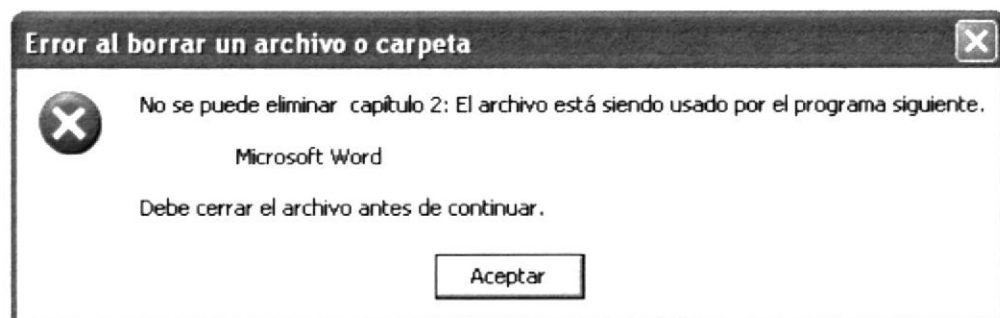 Error al borrar un archivo o carpeta
No se puede eliminar capítulo 2: El archivo está siendo usado por el programa siguiente.
Microsoft Word
Debe cerrar el archivo antes de continuar.
Aceptar